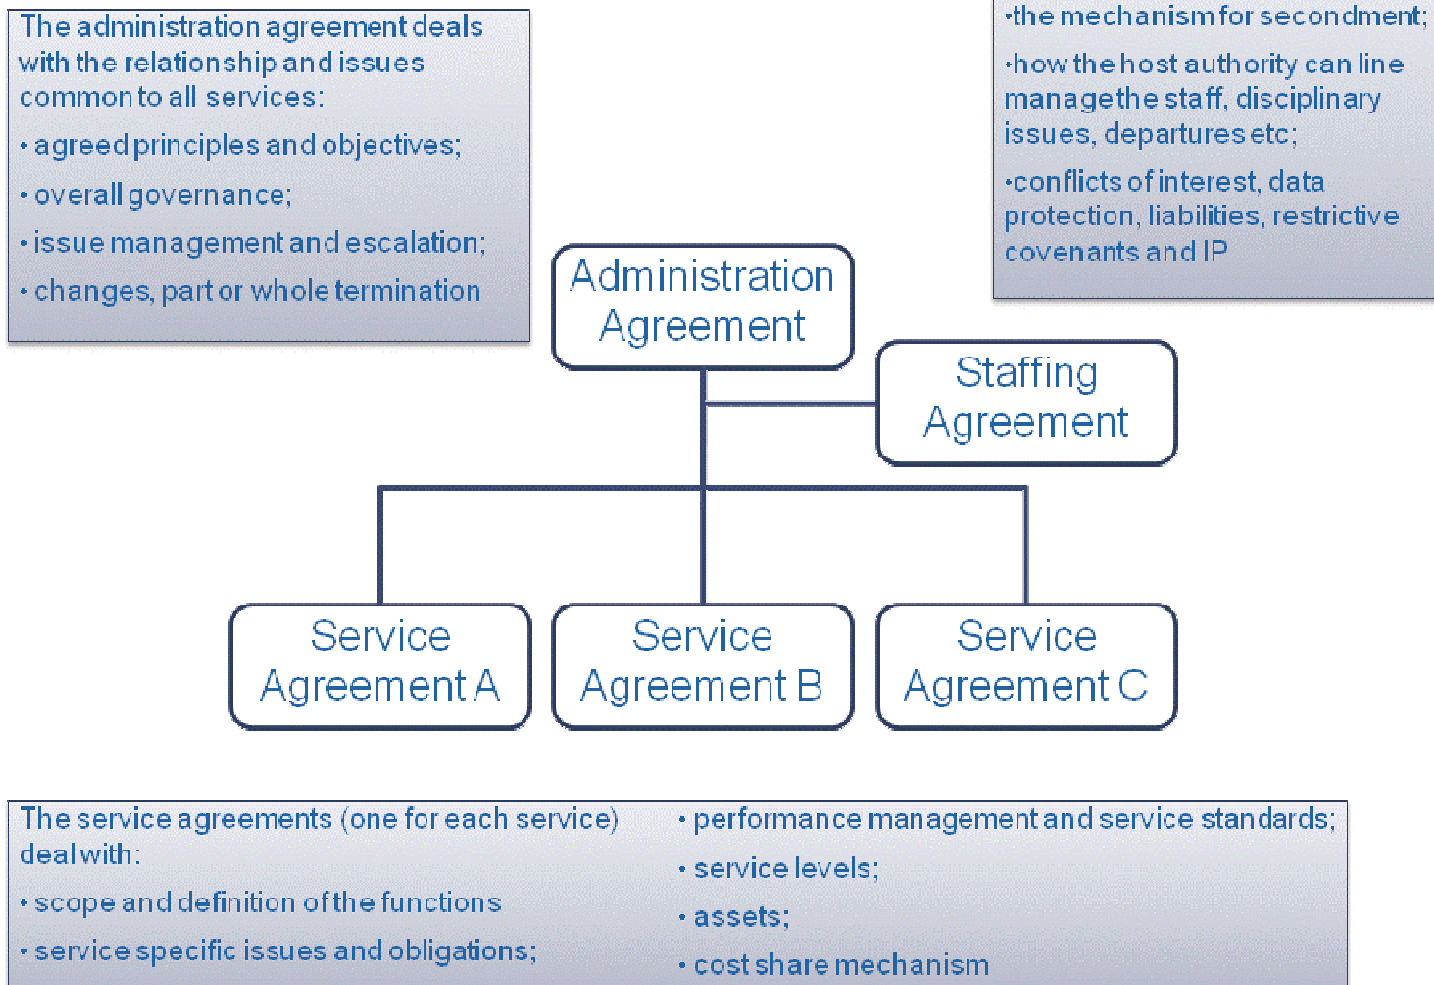 The administration agreement deals
with the relationship and issues
common to all services:
• agreed principles and objectives;
• overall governance;
• issue management and escalation;
• changes, part or whole termination
•the mechanism for secondment;
•how the host authority can line
manage the staff, disciplinary
issues, departures etc;
•conflicts of interest, data
protection, liabilities, restrictive
covenants and IP
Administration
Agreement
Staffing
Agreement
Service
Agreement A
Service
Agreement B
Service
Agreement C
The service agreements (one for each service)
deal with:
• scope and definition of the functions
• service specific issues and obligations;
• performance management and service standards;
• service levels;
• assets;
• cost share mechanism